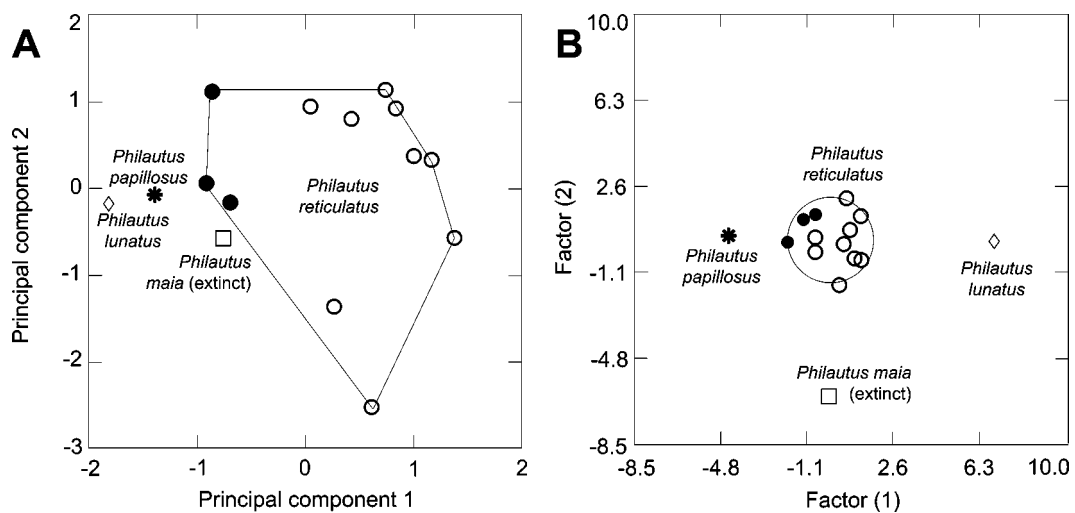 A
2
1
0
-1
-2
-3
-2
-1
0
1
2
Principal component 2
Principal component 1
Philautus
papillosus
Philautus
lunatus
Philautus
reticulatus
Philautus
maia (extinct)
B
10.0
6.3
2.6
-1.1
-4.8
-8.5
-8.5
-4.8
-1.1
2.6
6.3
10.0
Factor (2)
Factor (1)
Philautus
reticulatus
Philautus
papillosus
Philautus
lunatus
Philautus maia
(extinct)